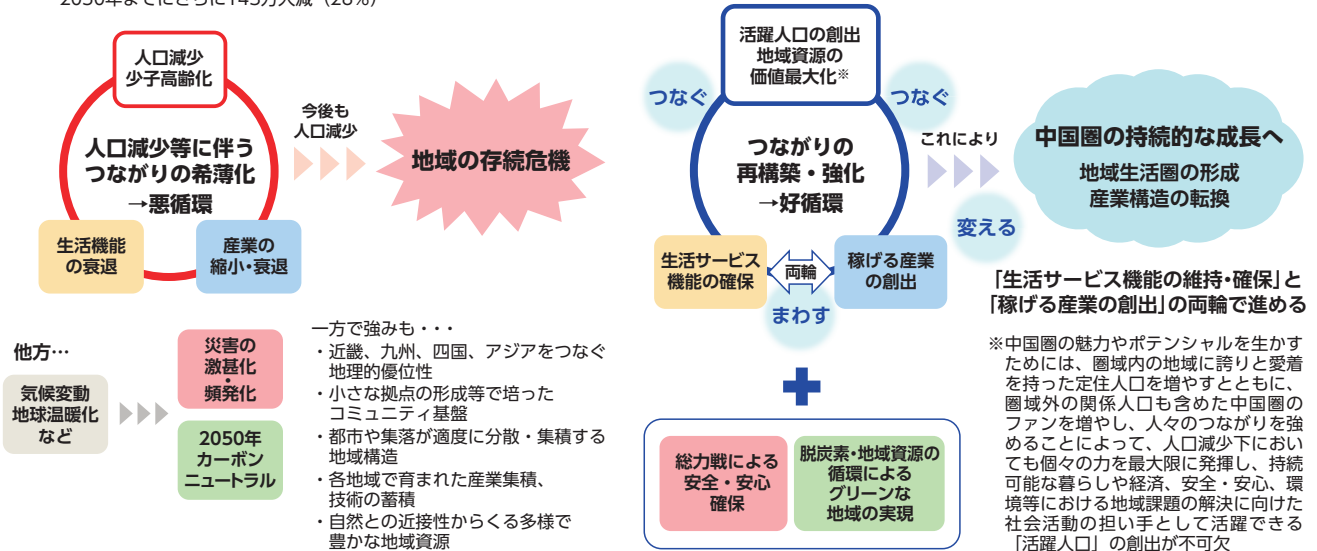 人口減少
少子高齢化
人口減少等に伴う
つながりの希薄化
→悪循環
生活機能
の衰退
産業の
縮小・衰退
今後も
人口減少
地域の存続危機
他方…
気候変動
地球温暖化
など
災害の
激甚化
・
頻発化
2050年
カーボン
ニュートラル
一方で強みも・・・
・近畿、九州、四国、アジアをつなぐ
地理的優位性
・小さな拠点の形成等で培った
コミュニティ基盤
・都市や集落が適度に分散・集積する
地域構造
・各地域で育まれた産業集積、
技術の蓄積
・自然との近接性からくる多様で
豊かな地域資源
活躍人口の創出
地域資源の
価値最大化※
つなぐ
つなぐ
つながりの
再構築・強化
→好循環
生活サービス
機能の確保
両輪
稼げる産業
の創出
まわす
これにより
変える
中国圏の持続的な成長へ
地域生活圏の形成
産業構造の転換
総力戦による
安全・安心
確保
脱炭素・地域資源の
循環による
グリーンな
地域の実現
「生活サービス機能の維持・確保」と
「稼げる産業の創出」の両輪で進める
※中国圏の魅力やポテンシャルを生かす
ためには、圏域内の地域に誇りと愛着
を持った定住人口を増やすとともに、
圏域外の関係人口も含めた中国圏の
ファンを増やし、人々のつながりを強
めることによって、人口減少下におい
ても個々の力を最大限に発揮し、持続
可能な暮らしや経済、安全・安心、環
境等における地域課題の解決に向けた
社会活動の担い手として活躍できる
「活躍人口」の創出が不可欠